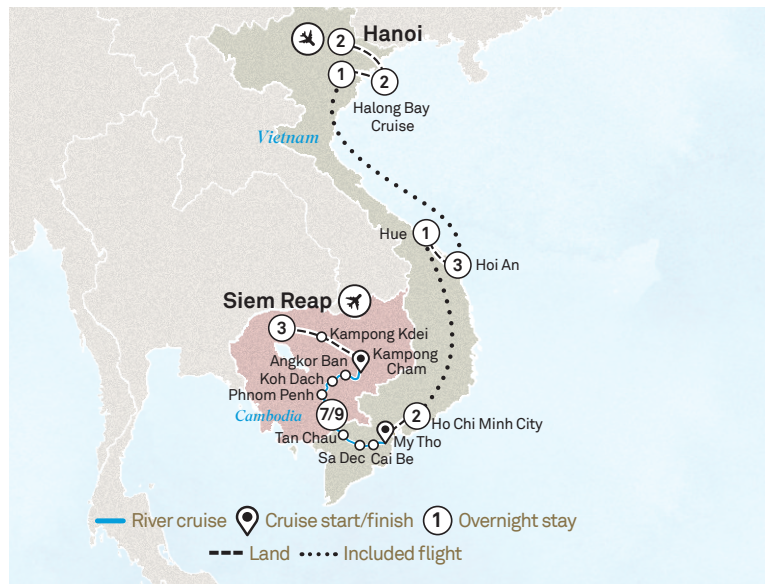 2 Hanoi
1
2
Halong Bay
Cruise
Vietnam
Hue 1
3 Hoi An
Siem Reap
3
Kampong Kdei
Angkor Ban
Kampong
Cham
Koh Dach
Phnom Penh
7/9
Cambodia
2 Ho Chi Minh City
Tan Chau
My Tho
Sa Dec Cai Be
River cruise Cruise start/finish 1 Overnight stay
Land Included flight